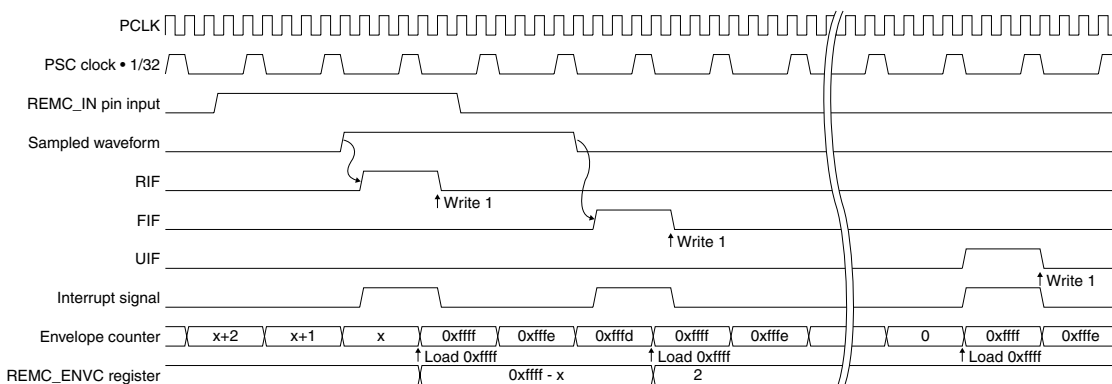 PCLK
PSC clock • 1/32
REMC_IN pin input
Sampled waveform
RIF
↑ Write 1
FIF
↑ Write 1
UIF
↑ Write 1
Interrupt signal
Envelope counter x+2 x+1 x 0xffff 0xfffe 0xfffd 0xffff 0xfffe 0 0xffff 0xfffe
↑ Load 0xffff ↑ Load 0xffff ↑ Load 0xffff
REMC_ENVC register 0xffff - x 2